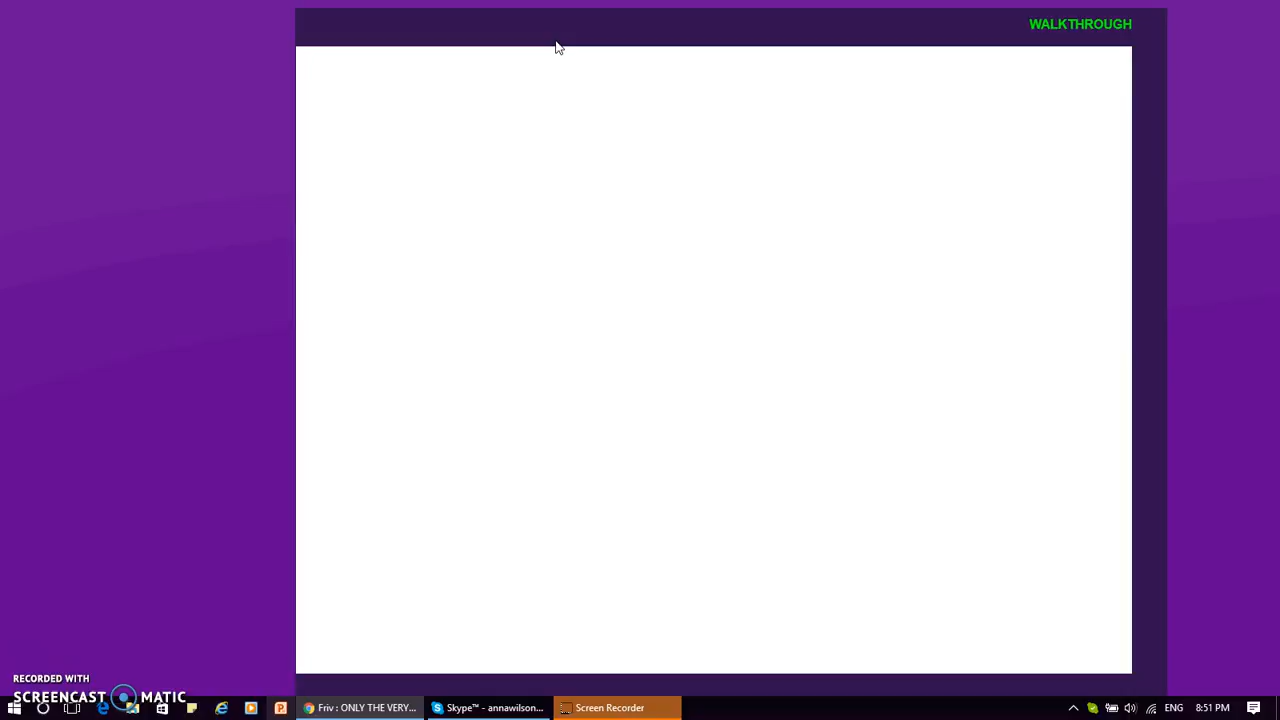 WALKTHROUGH
RECORDED WITH
SCREENCAST MATIC
Friv : ONLY THE VERY...
Skype™ - annawilson...
Screen Recorder
ENG
8:51 PM